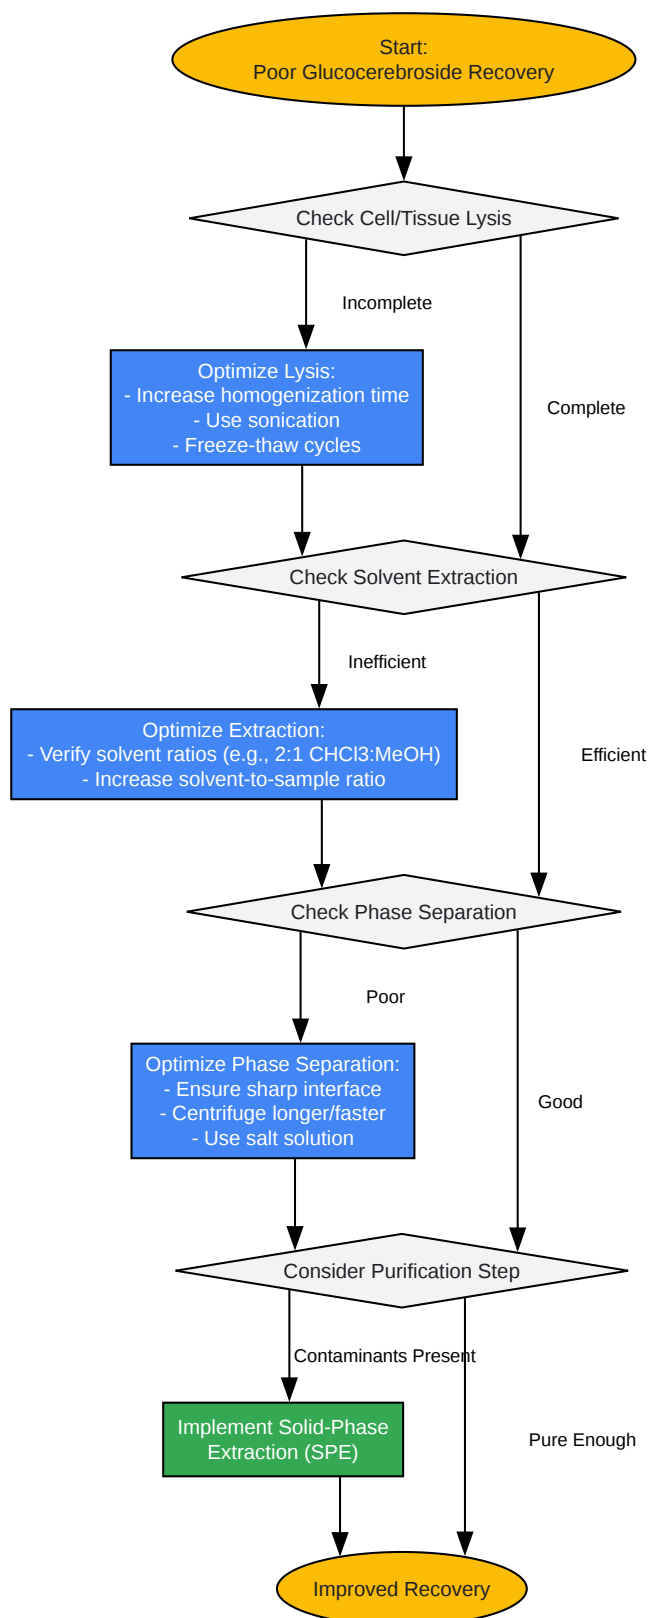 Start:
Poor Glucocerebroside Recovery
Check Cell/Tissue Lysis
Incomplete
Optimize Lysis:
- Increase homogenization time
- Use sonication
- Freeze-thaw cycles
Complete
Check Solvent Extraction
Inefficient
Optimize Extraction:
- Verify solvent ratios (e.g., 2:1 CHCl3:MeOH)
- Increase solvent-to-sample ratio
Efficient
Check Phase Separation
Poor
Optimize Phase Separation:
- Ensure sharp interface
- Centrifuge longer/faster
- Use salt solution
Good
Consider Purification Step
Contaminants Present
Implement Solid-Phase
Extraction (SPE)
Pure Enough
Improved Recovery